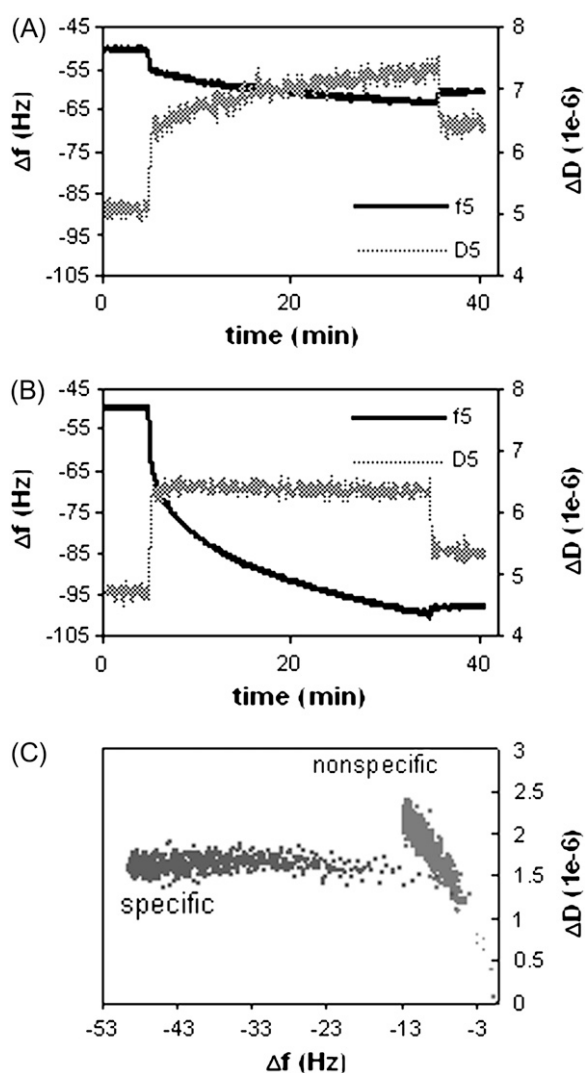 (A)
-45
-55
-65
-75
-85
-95
-105
Δf (Hz)
8
7
6
5
4
ΔD (1e-6)
f5
D5
0 20 40
time (min)
(B)
-45
-55
-65
-75
-85
-95
-105
Δf (Hz)
8
7
6
5
4
ΔD (1e-6)
f5
D5
0 20 40
time (min)
(C)
nonspecific
specific
3
2.5
2
1.5
1
0.5
0
ΔD (1e-6)
-53 -43 -33 -23 -13 -3
Δf (Hz)